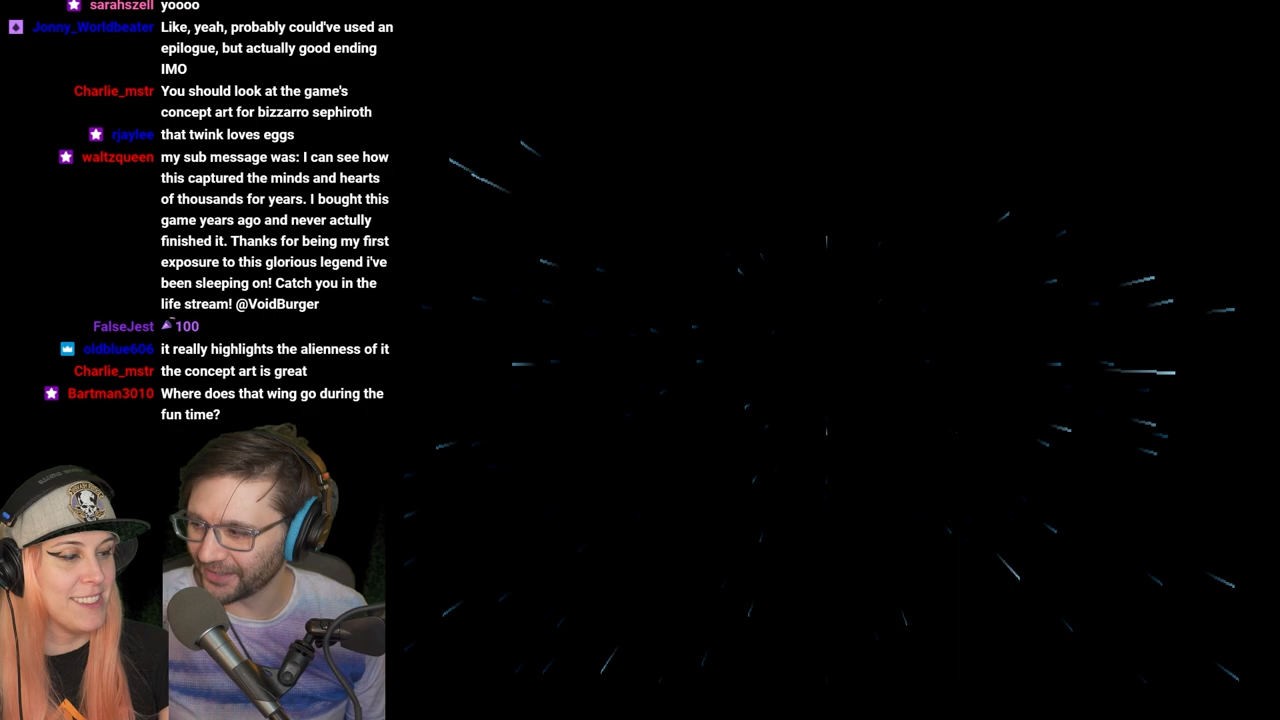 sarahszell yoooo
Jonny_Worldbeater Like, yeah, probably could've used an
epilogue, but actually good ending
IMO
Charlie_mstr You should look at the game's
concept art for bizzarro sephiroth
rjaylee that twink loves eggs
waltzqueen my sub message was: I can see how
this captured the minds and hearts
of thousands for years. I bought this
game years ago and never actully
finished it. Thanks for being my first
exposure to this glorious legend i've
been sleeping on! Catch you in the
life stream! @VoidBurger
FalseJest 100
oldblue606 it really highlights the alienness of it
Charlie_mstr the concept art is great
Bartman3010 Where does that wing go during the
fun time?